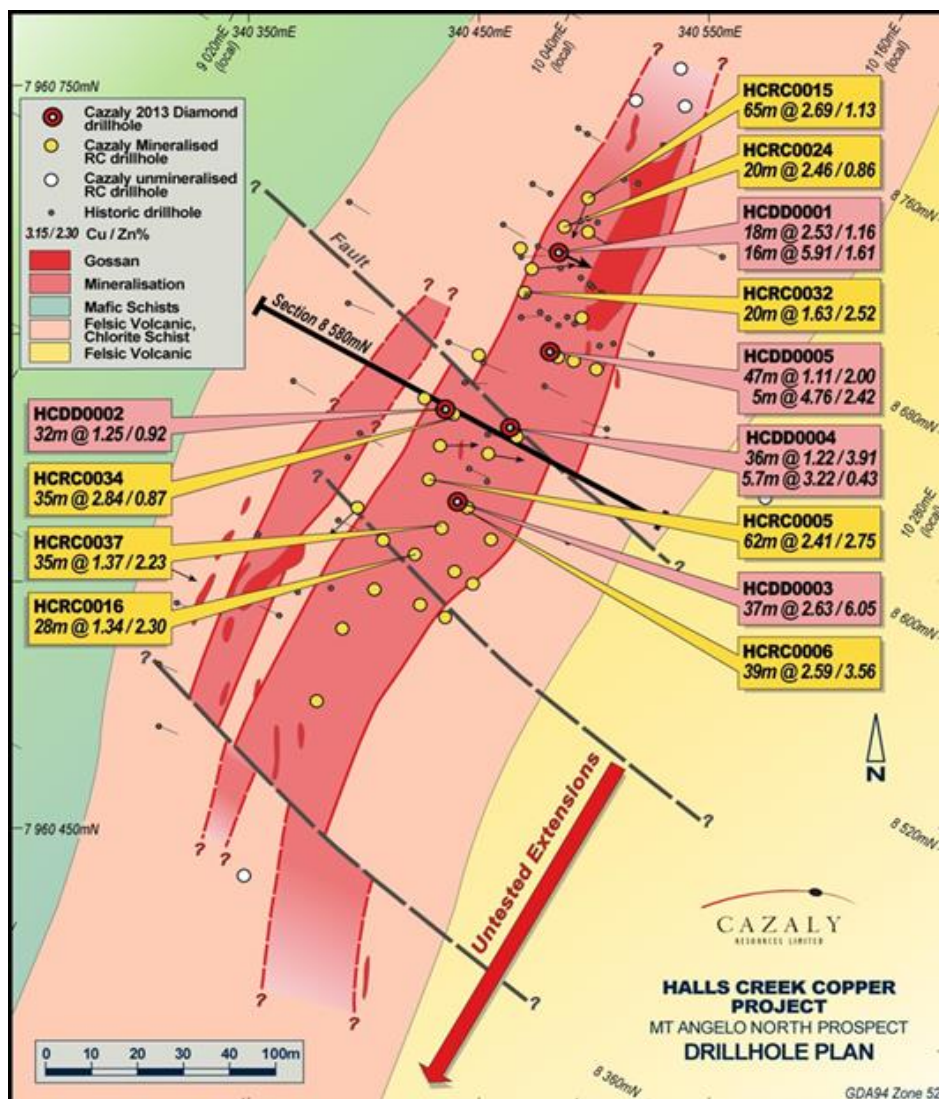 340 350mE
340 450mE
340 550mE
9 020mE
(local)
10 040mE
(local)
10 160mE
(local)
7 960 750mN
Cazaly 2013 Diamond
drillhole
Cazaly Mineralised
RC drillhole
Cazaly unmineralised
RC drillhole
Historic drillhole
3.15 / 2.30 Cu / Zn%
Gossan
Mineralisation
Mafic Schists
Felsic Volcanic,
Chlorite Schist
Felsic Volcanic
?
?
?
?
Fault
?
?
Section 8 580mN
?
?
HCRC0015
65m @ 2.69 / 1.13
HCRC0024
20m @ 2.46 / 0.86
HCDD0001
18m @ 2.53 / 1.16
16m @ 5.91 / 1.61
HCRC0032
20m @ 1.63 / 2.52
HCDD0005
47m @ 1.11 / 2.00
5m @ 4.76 / 2.42
HCDD0004
36m @ 1.22 / 3.91
5.7m @ 3.22 / 0.43
HCRC0005
62m @ 2.41 / 2.75
HCDD0003
37m @ 2.63 / 6.05
HCRC0006
39m @ 2.59 / 3.56
8 760mN
8 680mN
10 280mE
(local)
8 600mN
HCDD0002
32m @ 1.25 / 0.92
HCRC0034
35m @ 2.84 / 0.87
HCRC0037
35m @ 1.37 / 2.23
HCRC0016
28m @ 1.34 / 2.30
?
?
?
?
N
7 960 450mN
?
?
?
8 520mN
Untested Extensions
CAZALY
RESOURCES LIMITED
?
?
?
HALLS CREEK COPPER
PROJECT
MT ANGELO NORTH PROSPECT
DRILLHOLE PLAN
0 10 20 30 40 100m
8 360mN
GDA94 Zone 52